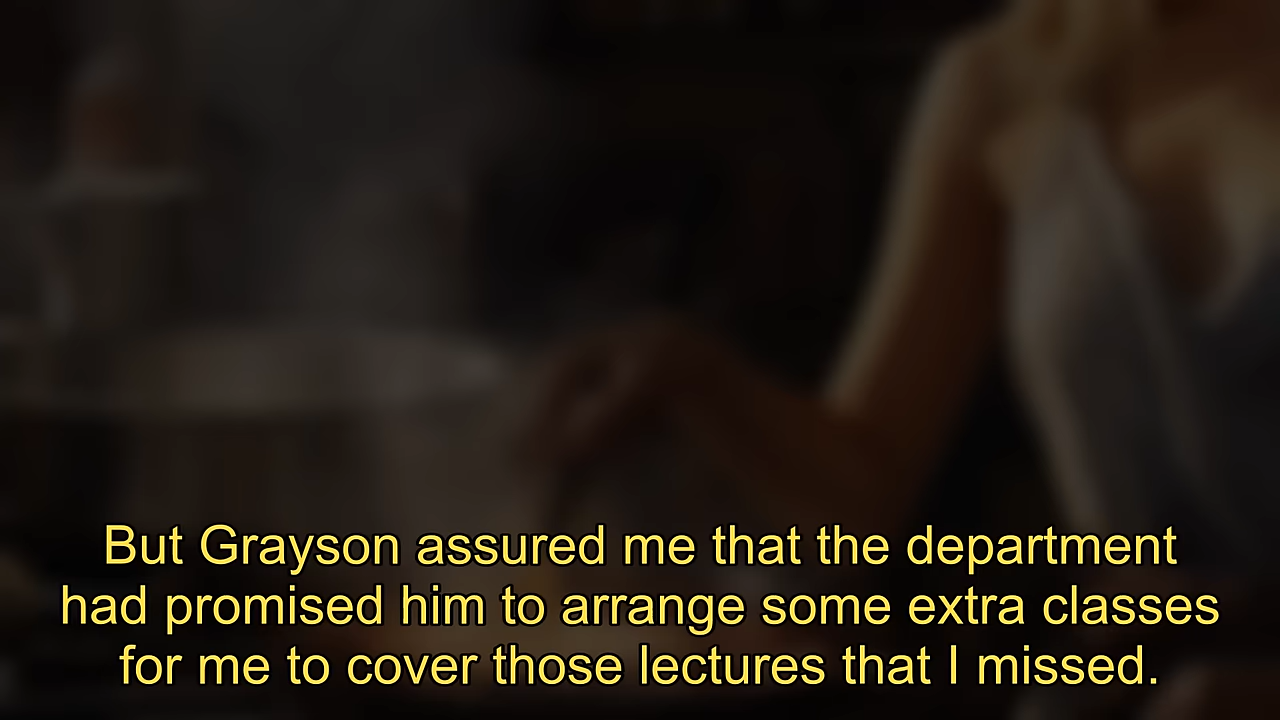 But Grayson assured me that the department
had promised him to arrange some extra classes
for me to cover those lectures that I missed.